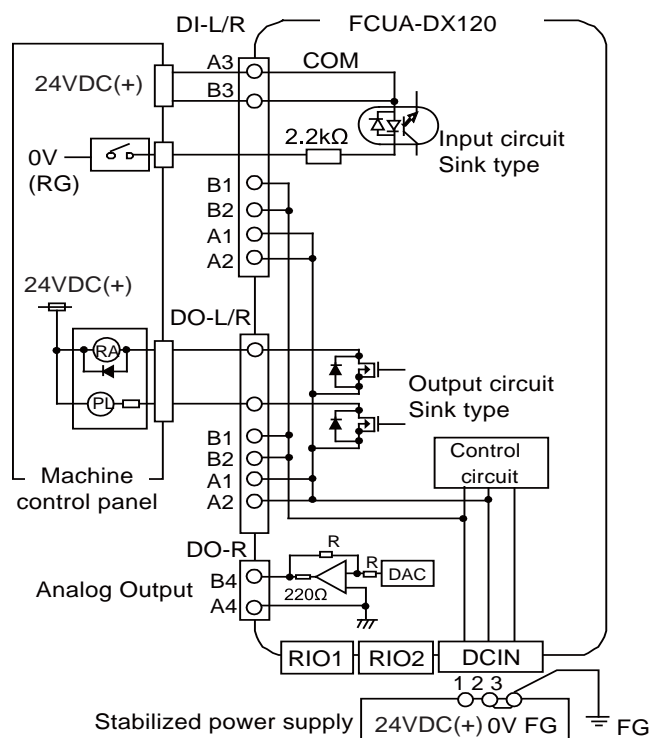 DI-L/R
FCUA-DX120
A3
COM
24VDC(+)
B3
2.2kΩ
Input circuit
Sink type
0V
(RG)
B1
B2
A1
A2
24VDC(+)
DO-L/R
RA
PL
Output circuit
Sink type
B1
B2
A1
A2
Control
circuit
Machine
control panel
DO-R
R
R
DAC
B4
220Ω
Analog Output
A4
RIO1
RIO2
DCIN
1 2 3
Stabilized power supply
24VDC(+) 0V FG
FG